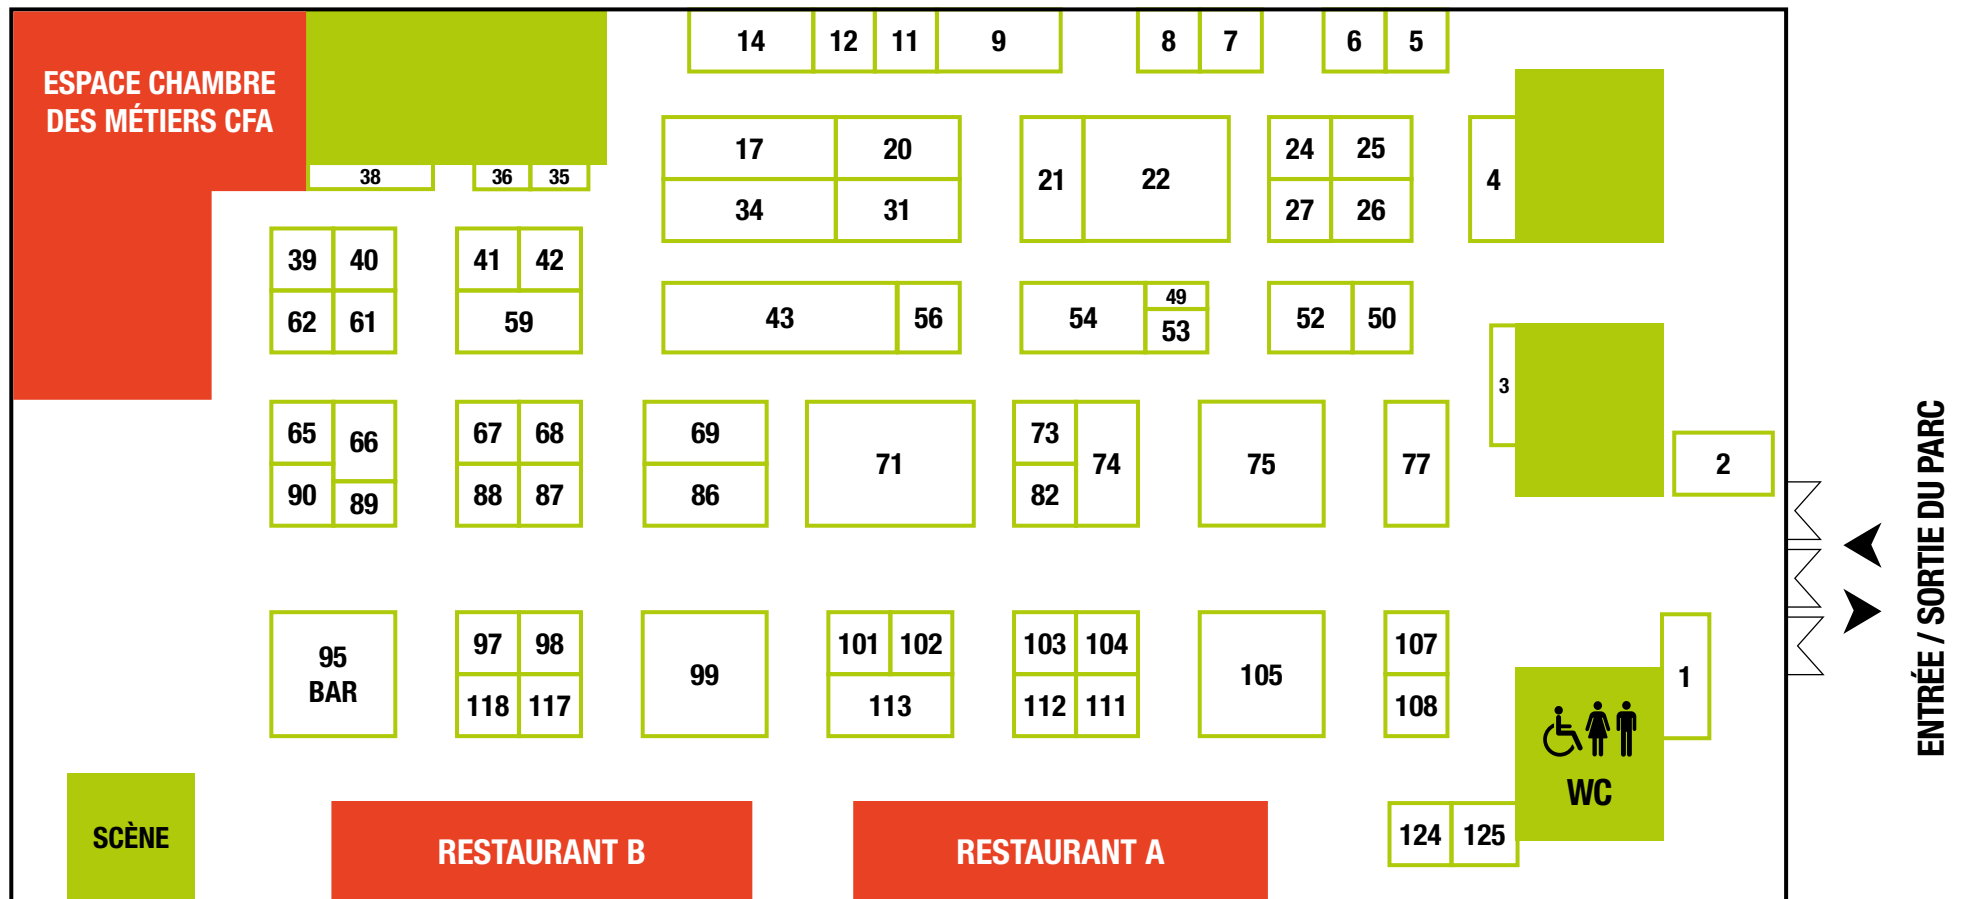 14 12 11 9 8 7 6 5
ESPACE CHAMBRE
DES MÉTIERS CFA
17 20 24 25
38 36 35 21 22 4
34 31 27 26
39 40 41 42
49
62 61 59 43 56 54 53 52 50
3
65 66 67 68 69 73
71 74 75 77 2
90 89 88 87 86 82
ENTRÉE / SORTIE DU PARC
97 98 101 102 103 104 107
95
BAR
99 105 1
118 117 113 112 111 108
WC
SCÈNE
RESTAURANT B
RESTAURANT A
124 125